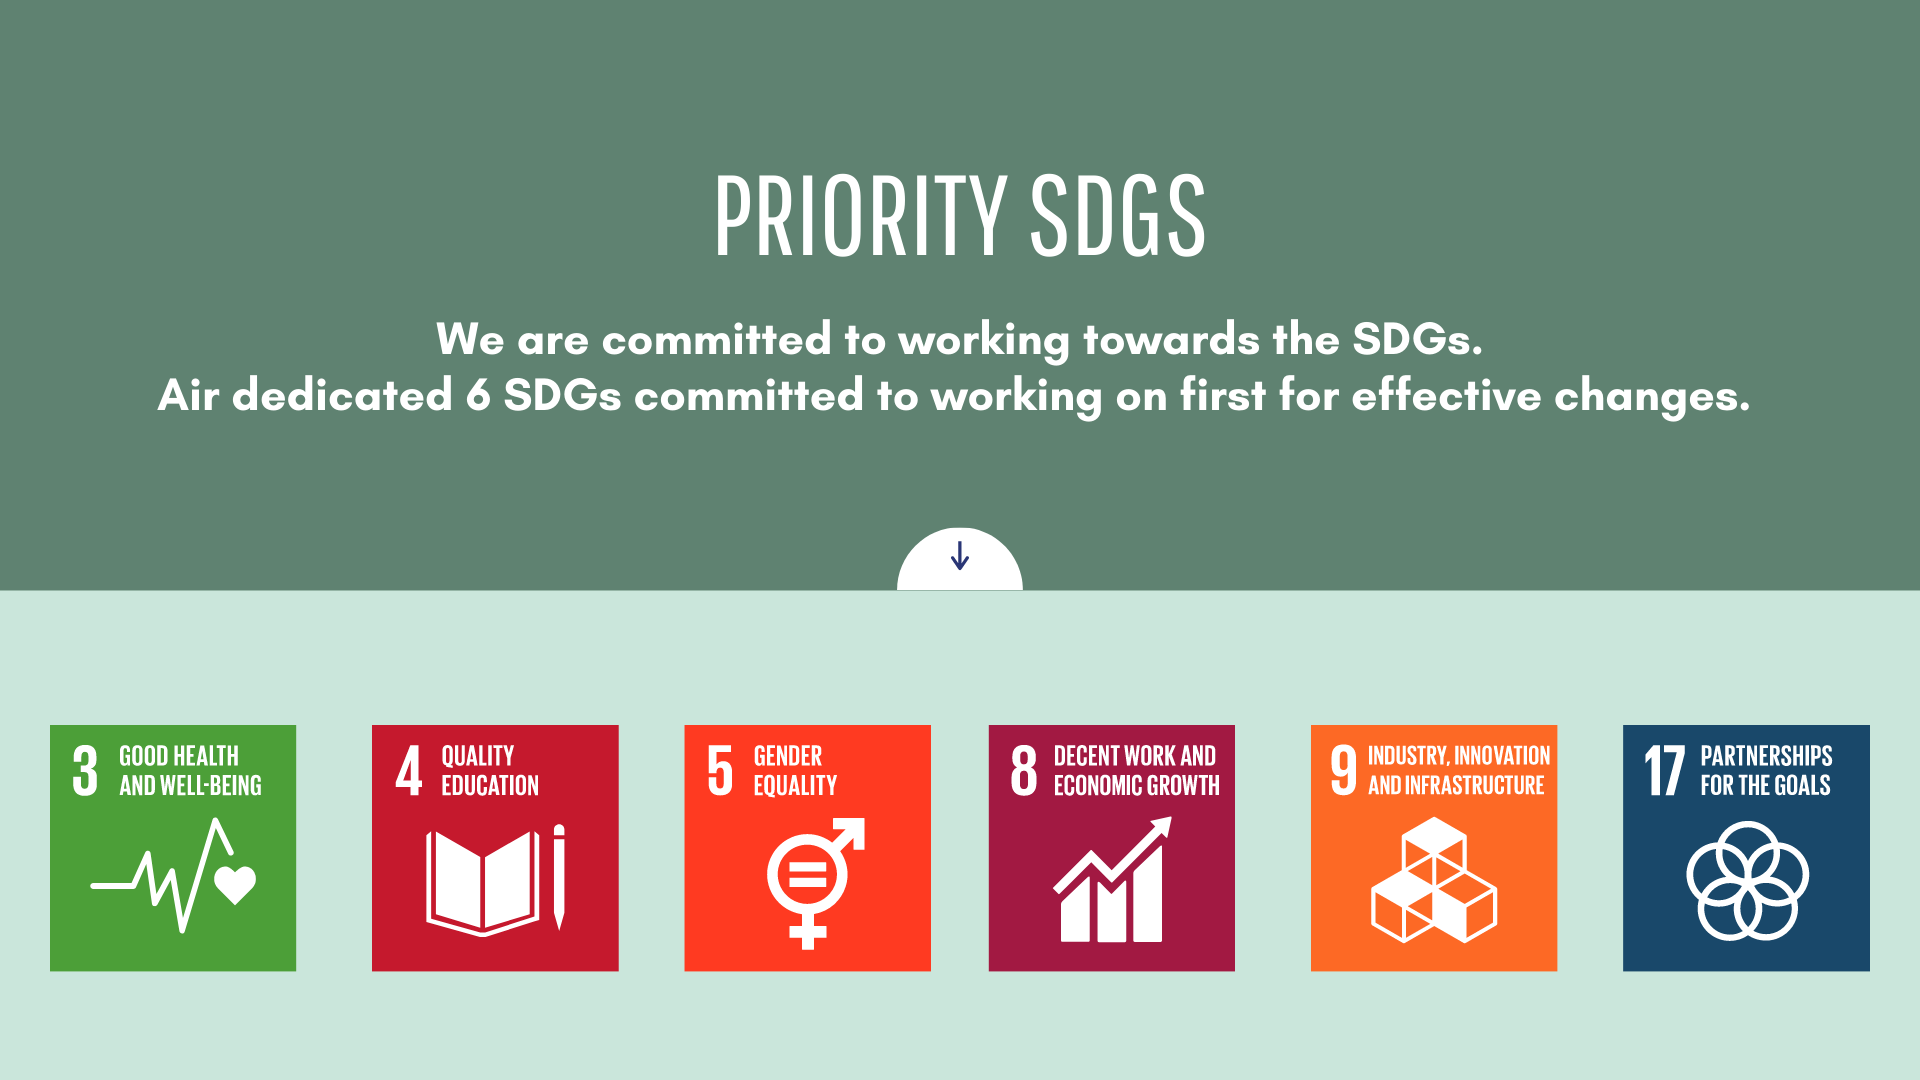 PRIORITY SDGS
We are committed to working towards the SDGs.
Air dedicated 6 SDGs committed to working on first for effective changes.
3 GOOD HEALTH
AND WELL-BEING
4 QUALITY
EDUCATION
5 GENDER
EQUALITY
8 DECENT WORK AND
ECONOMIC GROWTH
9 INDUSTRY, INNOVATION
AND INFRASTRUCTURE
17 PARTNERSHIPS
FOR THE GOALS